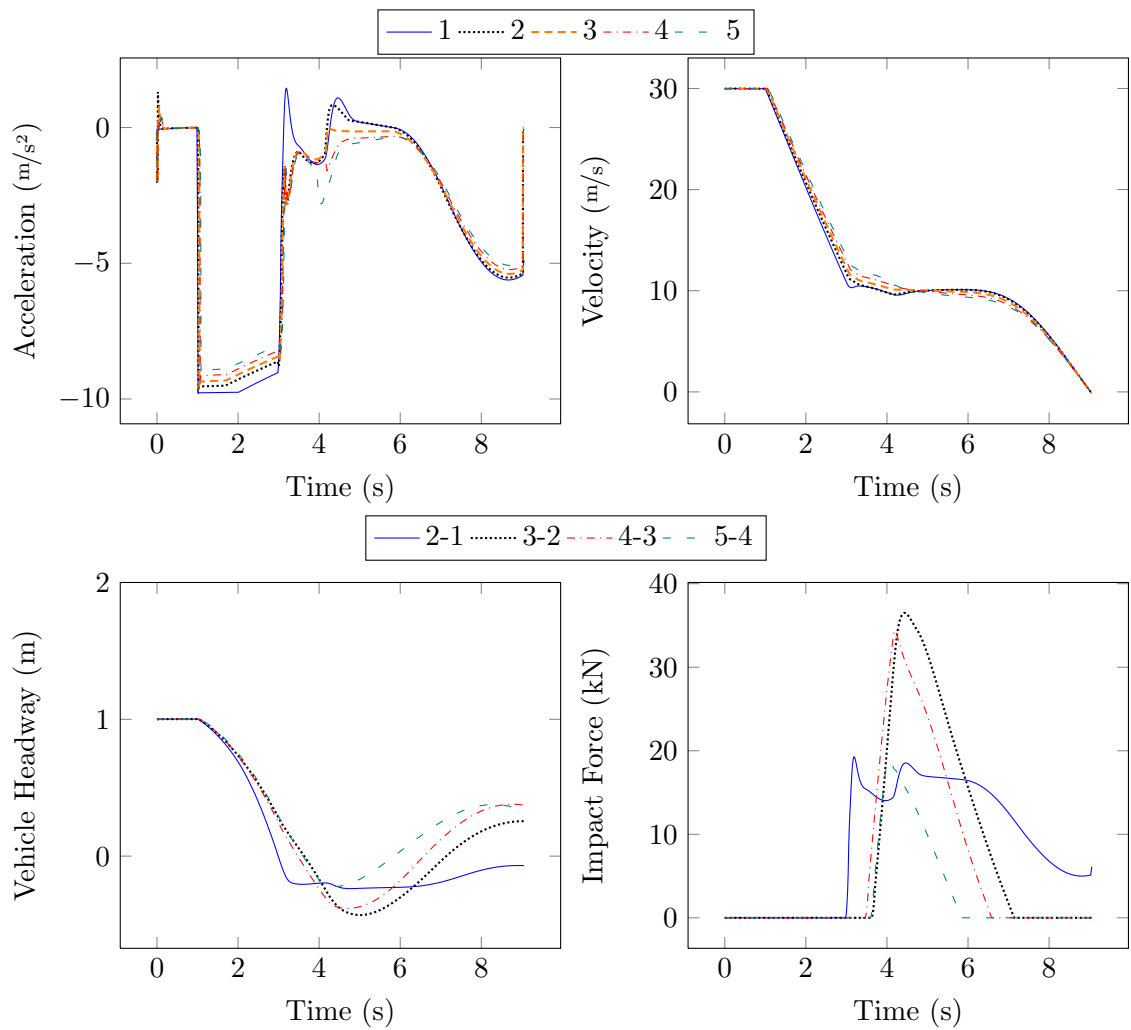 1 2 3 4 5
Acceleration (m/s²)
0
−5
−10
0 2 4 6 8
Time (s)
Velocity (m/s)
30
20
10
0
0 2 4 6 8
Time (s)
2-1 3-2 4-3 5-4
Vehicle Headway (m)
2
1
0
0 2 4 6 8
Time (s)
Impact Force (kN)
40
30
20
10
0
0 2 4 6 8
Time (s)